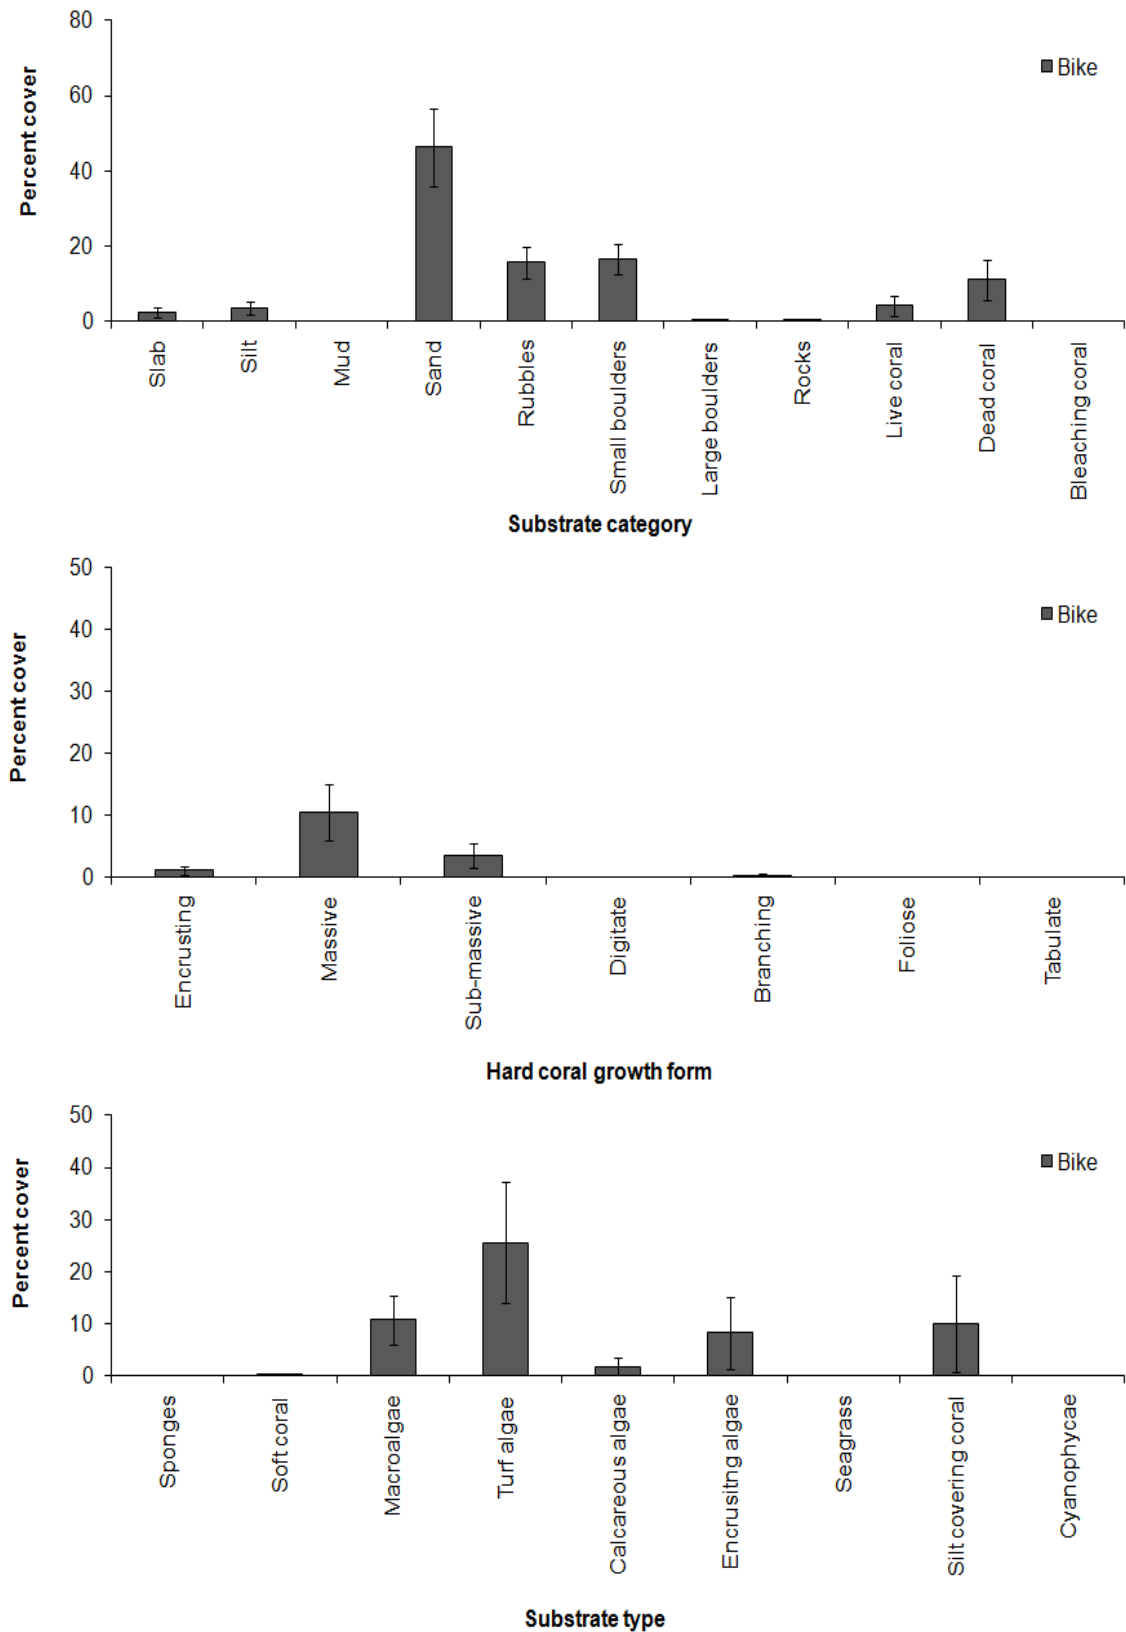 80
60
40
20
0
Percent cover
Bike
Slab
Silt
Mud
Sand
Rubbles
Small boulders
Large boulders
Rocks
Live coral
Dead coral
Bleaching coral
Substrate category
50
40
30
20
10
0
Percent cover
Bike
Encrusting
Massive
Sub-massive
Digitate
Branching
Foliose
Tabulate
Hard coral growth form
50
40
30
20
10
0
Percent cover
Bike
Sponges
Soft coral
Macroalgae
Turf algae
Calcareous algae
Encrusitng algae
Seagrass
Silt covering coral
Cyanophycae
Substrate type